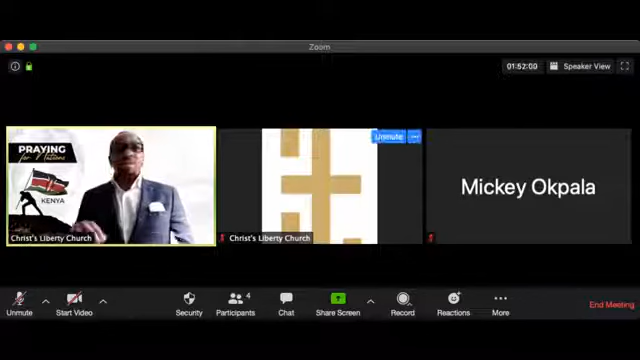 Zoom
01:52:00
Speaker View
PRAYING
for Nations
KENYA
Christ's Liberty Church
Unmute
...
Christ's Liberty Church
Mickey Okpala
Unmute
Start Video
Security
4
Participants
Chat
Share Screen
Record
Reactions
More
End Meeting